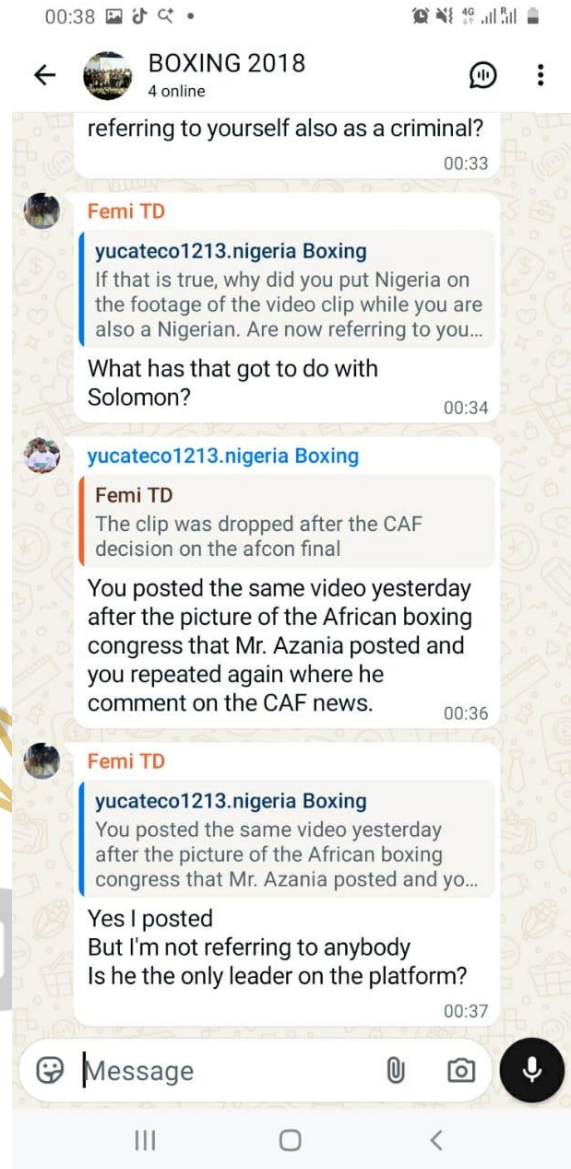 00:38
4G
R
BOXING 2018
4 online
referring to yourself also as a criminal?
00:33
Femi TD
yucateco1213.nigeria Boxing
If that is true, why did you put Nigeria on
the footage of the video clip while you are
also a Nigerian. Are now referring to you...
What has that got to do with
Solomon?
00:34
yucateco1213.nigeria Boxing
Femi TD
The clip was dropped after the CAF
decision on the afcon final
You posted the same video yesterday
after the picture of the African boxing
congress that Mr. Azania posted and
you repeated again where he
comment on the CAF news.
00:36
Femi TD
yucateco1213.nigeria Boxing
You posted the same video yesterday
after the picture of the African boxing
congress that Mr. Azania posted and yo...
Yes I posted
But I'm not referring to anybody
Is he the only leader on the platform?
00:37
Message